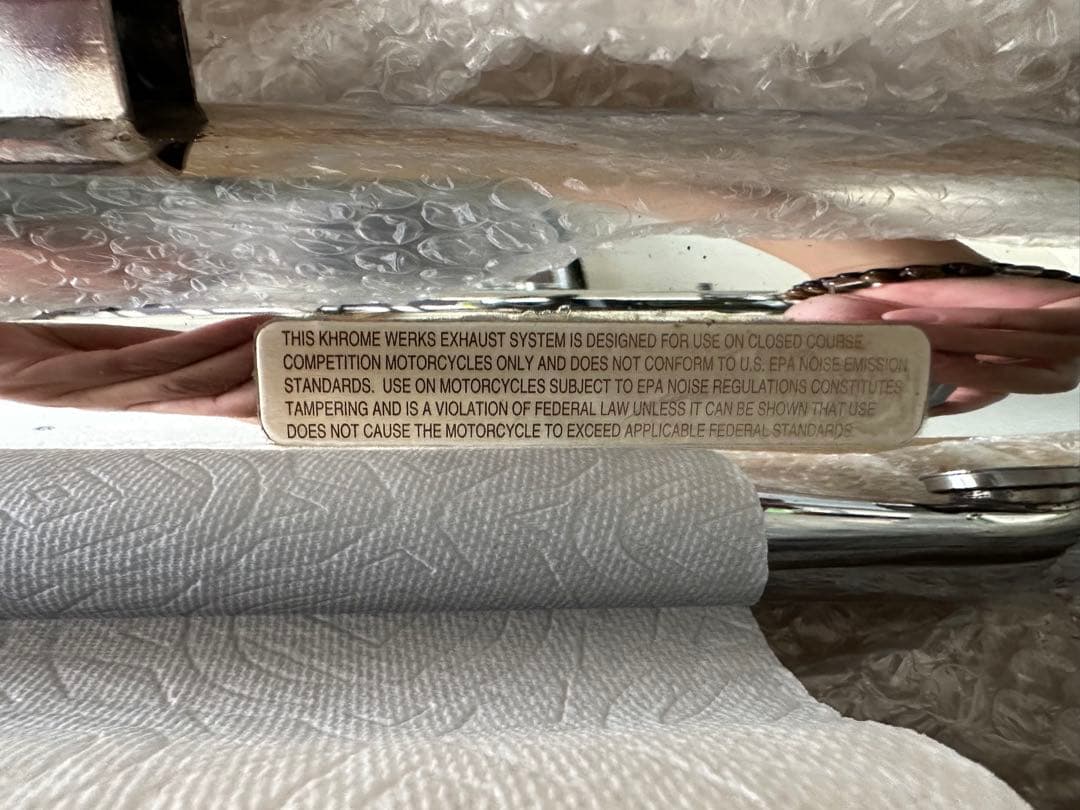 THIS KHROME WERKS EXHAUST SYSTEM IS DESIGNED FOR USE ON CLOSED COURSE
COMPETITION MOTORCYCLES ONLY AND DOES NOT CONFORM TO U.S. EPA NOISE EMISSION
STANDARDS. USE ON MOTORCYCLES SUBJECT TO EPA NOISE REGULATIONS CONSTITUTES
TAMPERING AND IS A VIOLATION OF FEDERAL LAW UNLESS IT CAN BE SHOWN THAT USE
DOES NOT CAUSE THE MOTORCYCLE TO EXCEED APPLICABLE FEDERAL STANDARDS